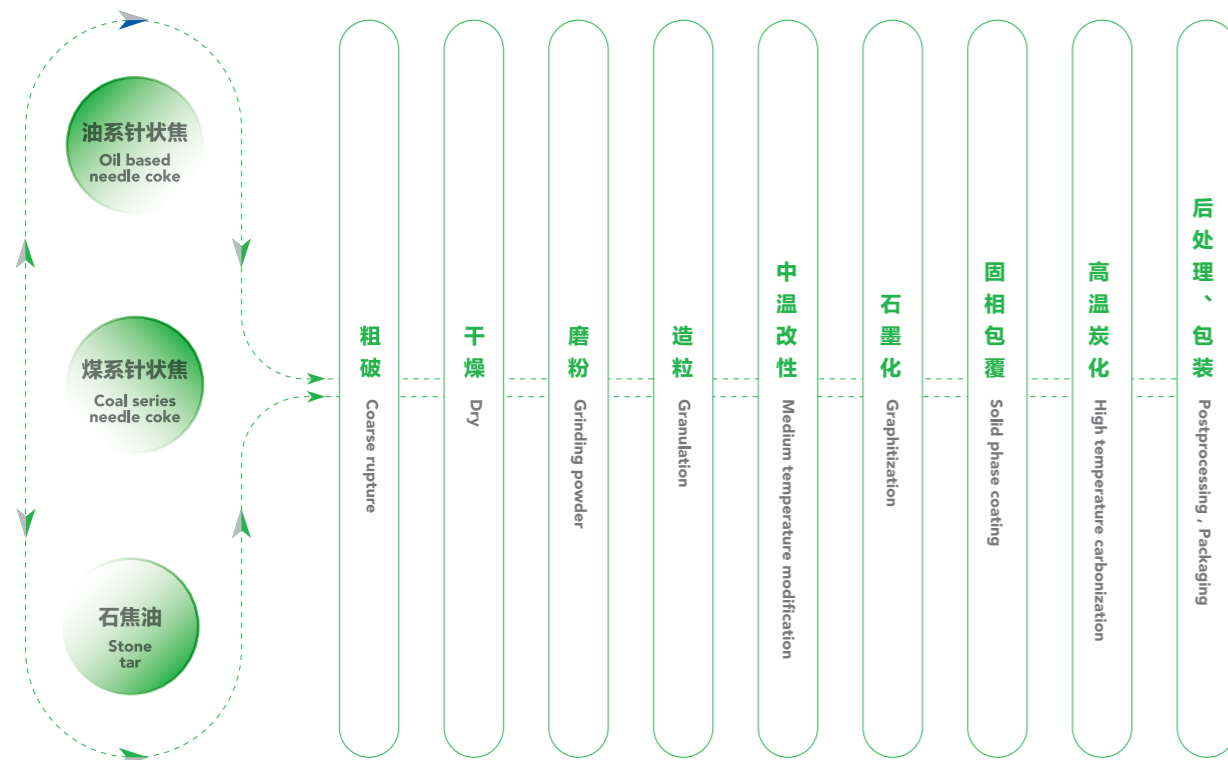 油系针状焦
Oil based
needle coke
煤系针状焦
Coal series
needle coke
石焦油
Stone
tar
粗破
Coarse rupture
干燥
Dry
磨粉
Grinding powder
造粒
Granulation
中温改性
Medium temperature modification
石墨化
Graphitization
固相包覆
Solid phase coating
高温炭化
High temperature carbonization
后处理、包装
Postprocessing , Packaging